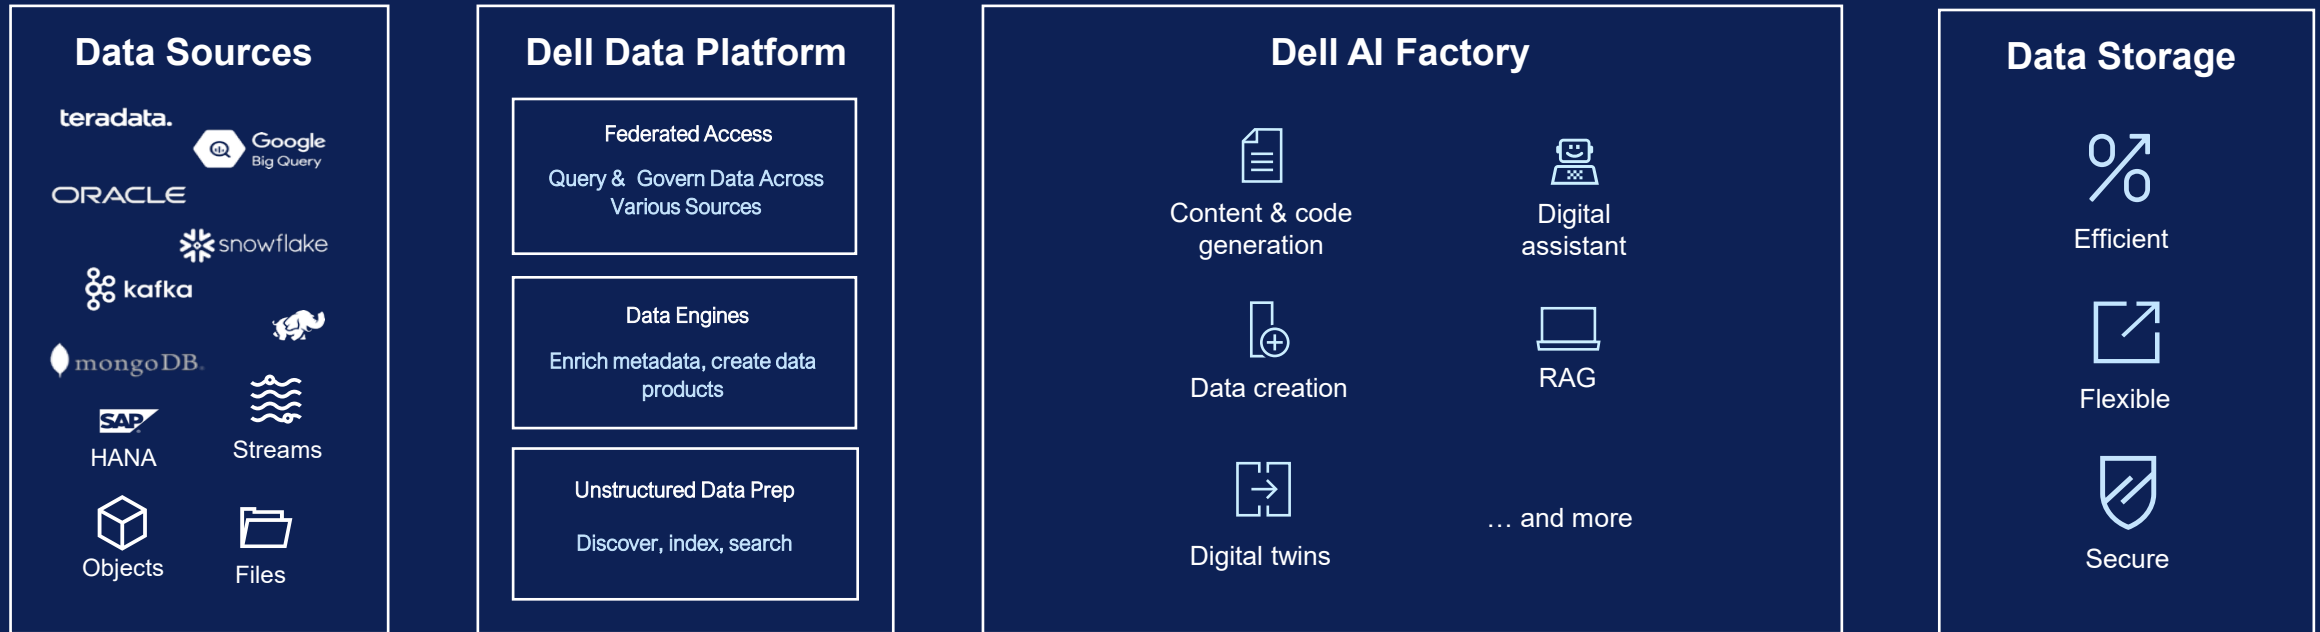 Data Sources
teradata.
Google
Big Query
ORACLE
snowflake
kafka
mongoDB.
SAP
HANA
Streams
Objects
Files
Dell Data Platform
Federated Access
Query & Govern Data Across
Various Sources
Data Engines
Enrich metadata, create data
products
Unstructured Data Prep
Discover, index, search
Dell AI Factory
Content & code
generation
Digital
assistant
Data creation
RAG
Digital twins
… and more
Data Storage
Efficient
Flexible
Secure